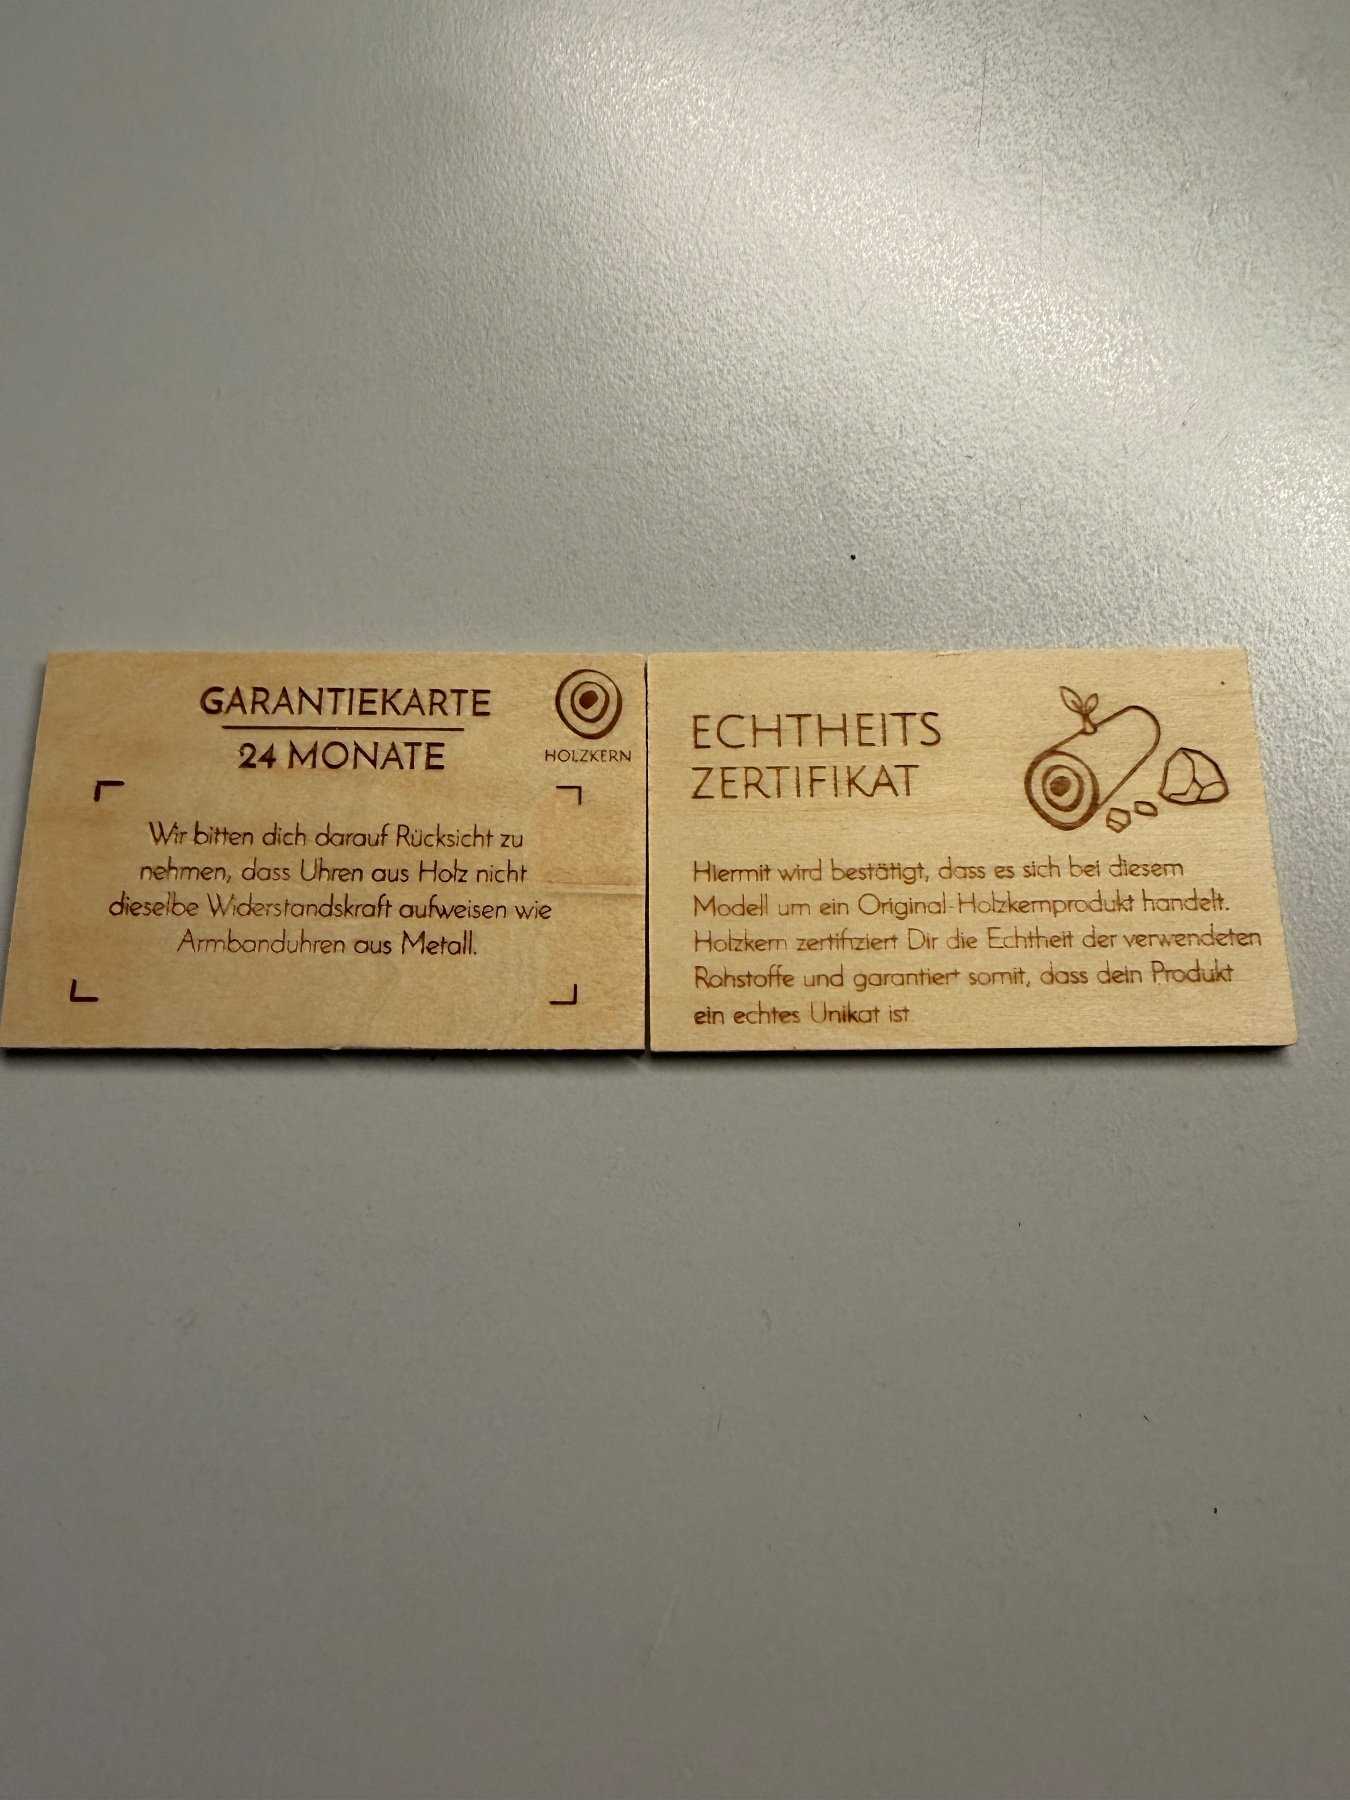 GARANTIEKARTE
24 MONATE
HOLZKERN
Wir bitten dich darauf Rücksicht zu
nehmen, dass Uhren aus Holz nicht
dieselbe Widerstandskraft aufweisen wie
Armbanduhren aus Metall.
ECHTHEITS
ZERTIFIKAT
Hiermit wird bestätigt, dass es sich bei diesem
Modell um ein Original-Holzkernprodukt handelt.
Holzkern zertifiziert Dir die Echtheit der verwendeten
Rohstoffe und garantiert somit, dass dein Produkt
ein echtes Unikat ist